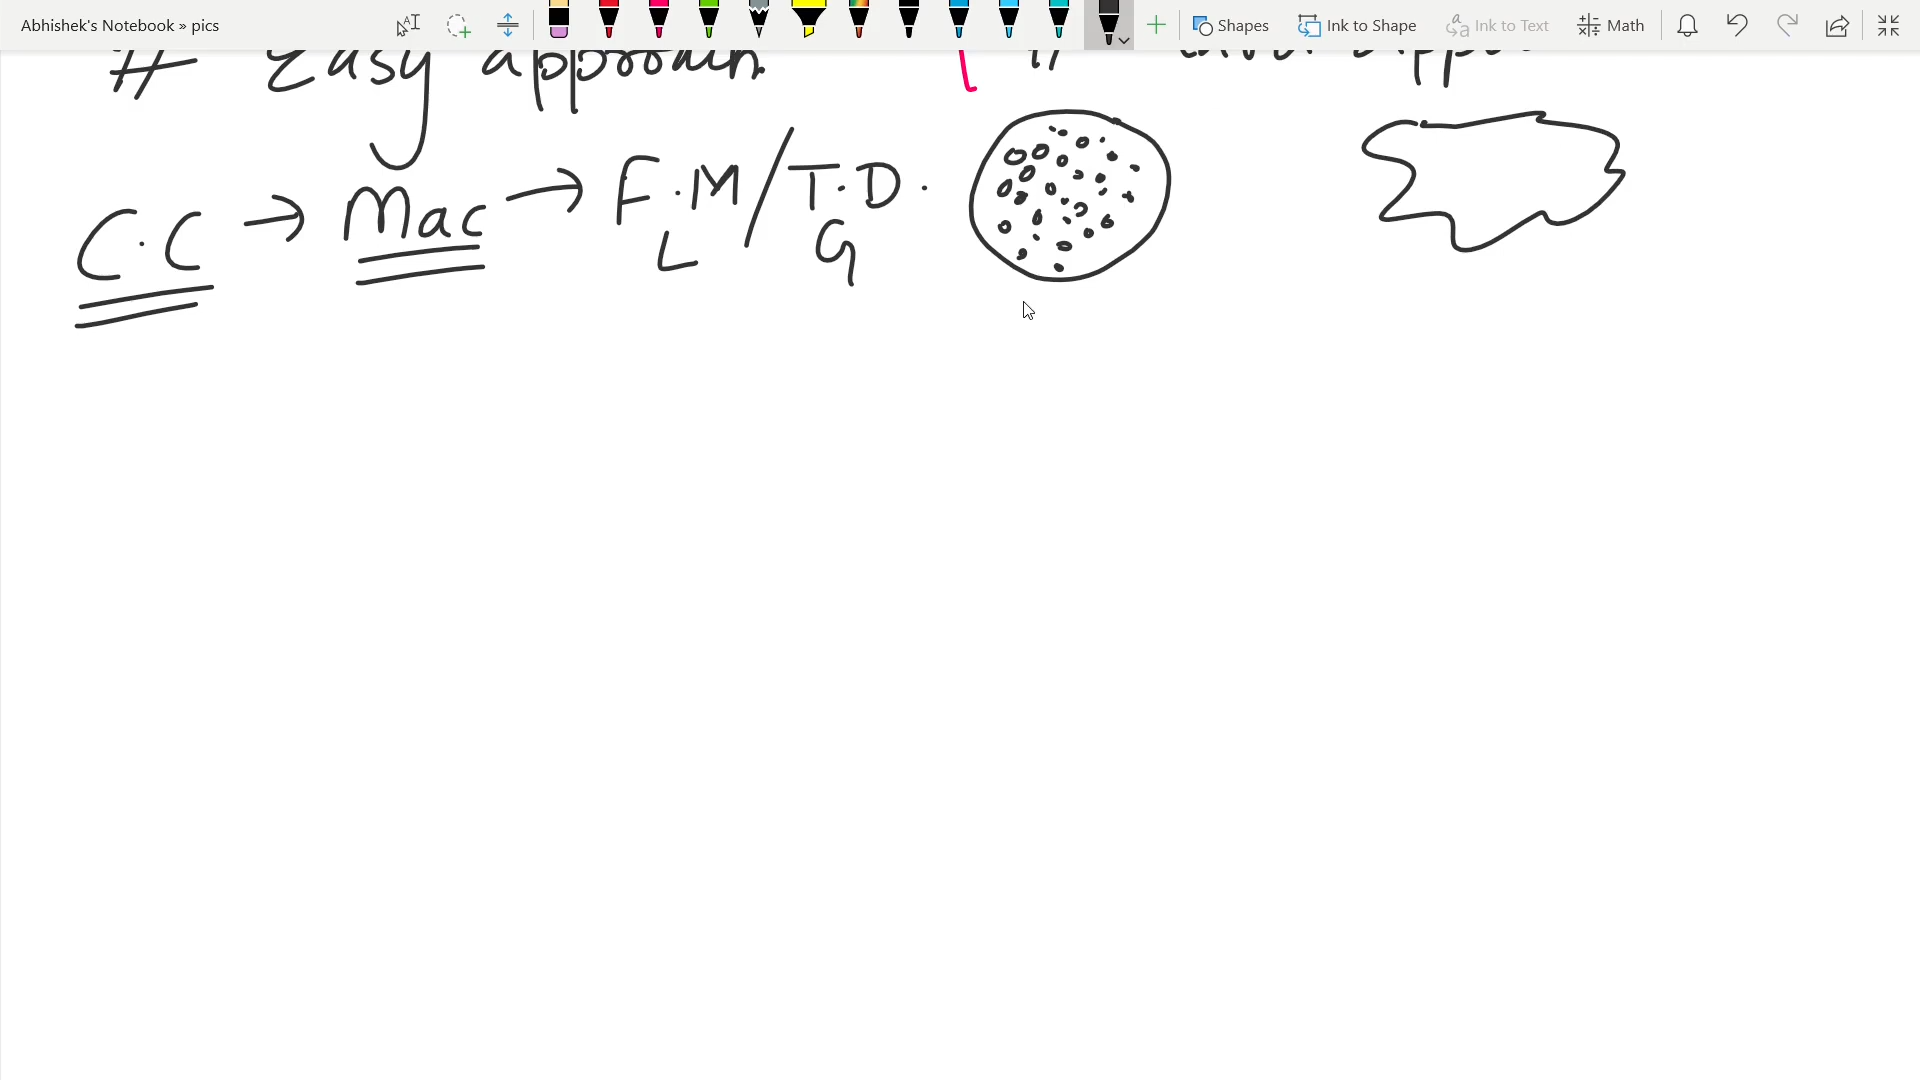 Abhishek's Notebook » pics Shapes Ink to Shape Ink to Text Math
# Easy approach.
C.C → Mac → F.M / T.D.
L G